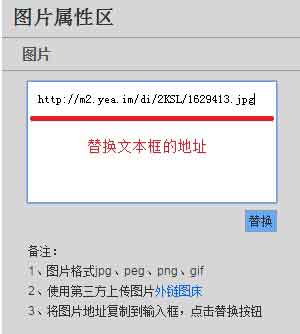 图片属性区
图片
http://m2.yea.im/di/2KSL/1629413.jpg
替换文本框的地址
替换
备注：
1、图片格式jpg、peg、png、gif
2、使用第三方上传图片外链图床
3、将图片地址复制到输入框，点击替换按钮